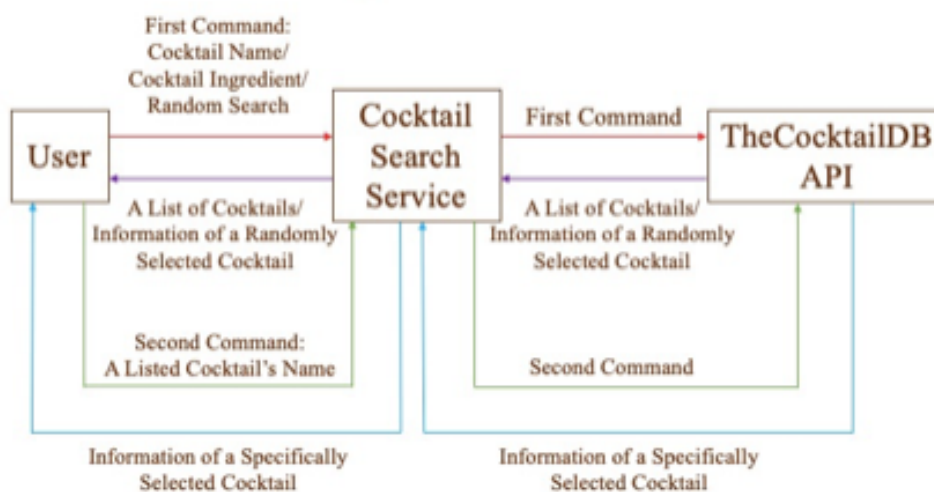 First Command:
Cocktail Name/
Cocktail Ingredient/
Random Search
User
Cocktail
Search
Service
First Command
TheCocktailDB
API
A List of Cocktails/
Information of a Randomly
Selected Cocktail
A List of Cocktails/
Information of a Randomly
Selected Cocktail
Second Command:
A Listed Cocktail's Name
Second Command
Information of a Specifically
Selected Cocktail
Information of a Specifically
Selected Cocktail